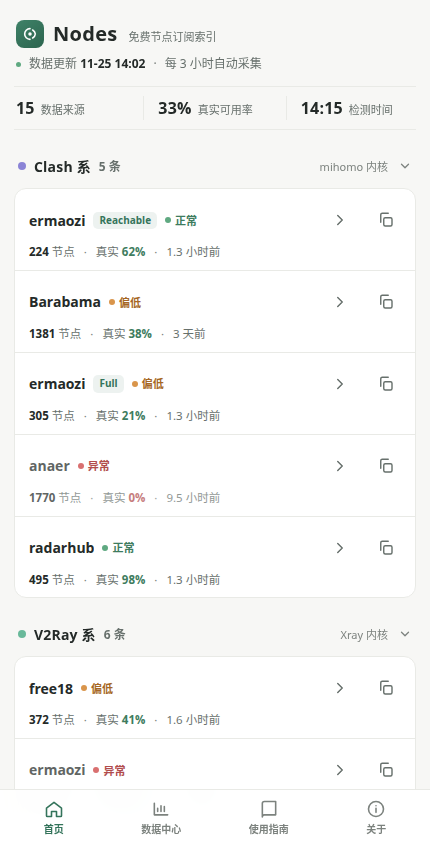 Nodes 免费节点订阅索引
数据更新 11-25 14:02 · 每 3 小时自动采集
15 数据来源 33% 真实可用率 14:15 检测时间
Clash 系 5 条 mihomo 内核
ermaozi Reachable 正常
224 节点 · 真实 62% · 1.3 小时前
Barabama 偏低
1381 节点 · 真实 38% · 3 天前
ermaozi Full 偏低
305 节点 · 真实 21% · 1.3 小时前
anaer 异常
1770 节点 · 真实 0% · 9.5 小时前
radarhub 正常
495 节点 · 真实 98% · 1.3 小时前
V2Ray 系 6 条 Xray 内核
free18 偏低
372 节点 · 真实 41% · 1.6 小时前
ermaozi 异常
首页 数据中心 使用指南 关于